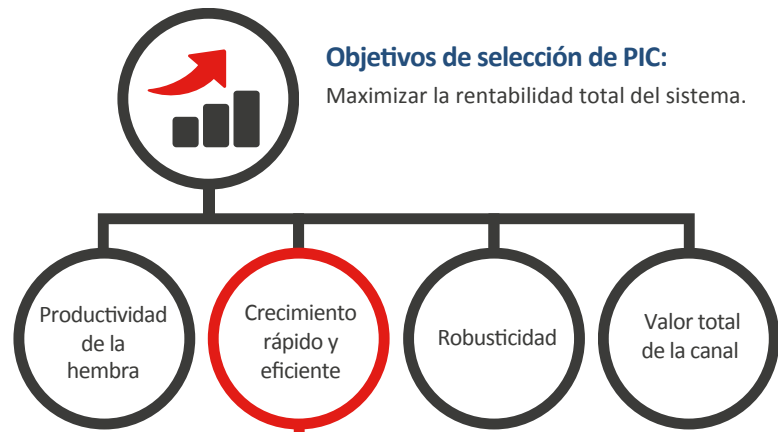 Objetivos de selección de PIC:
Maximizar la rentabilidad total del sistema.
Productividad
de la
hembra
Crecimiento
rápido y
eficiente
Robusticidad
Valor total
de la canal